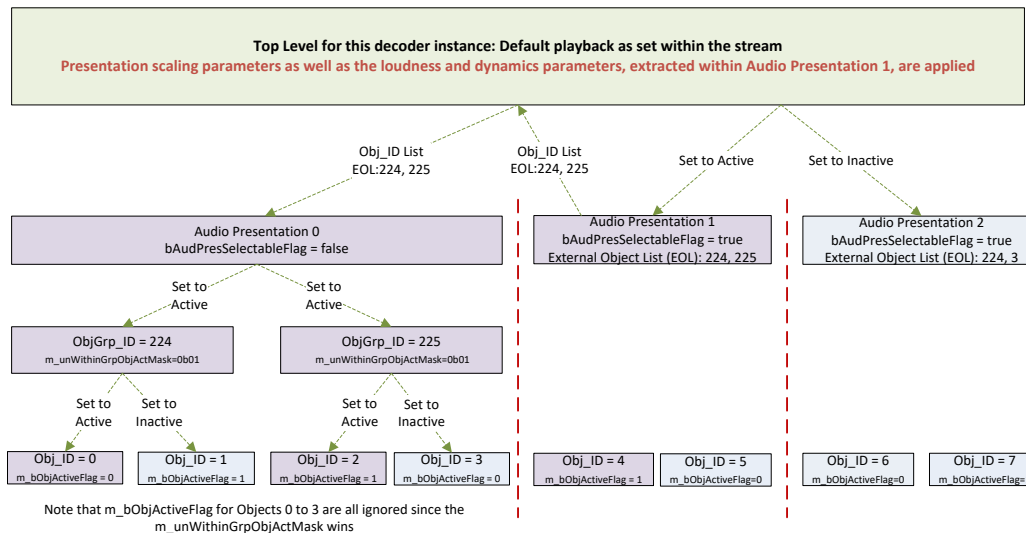 Top Level for this decoder instance: Default playback as set within the stream
Presentation scaling parameters as well as the loudness and dynamics parameters, extracted within Audio Presentation 1, are applied
Obj_ID List
EOL:224, 225
Obj_ID List
EOL:224, 225
Set to Active
Set to Inactive
Audio Presentation 0
bAudPresSelectableFlag = false
Audio Presentation 1
bAudPresSelectableFlag = true
External Object List (EOL): 224, 225
Audio Presentation 2
bAudPresSelectableFlag = true
External Object List (EOL): 224, 3
Set to
Active
Set to
Active
ObjGrp_ID = 224
m_unWithinGrpObjActMask=0b01
ObjGrp_ID = 225
m_unWithinGrpObjActMask=0b01
Set to
Active
Set to
Inactive
Set to
Active
Set to
Inactive
Obj_ID = 0
m_bObjActiveFlag = 0
Obj_ID = 1
m_bObjActiveFlag = 1
Obj_ID = 2
m_bObjActiveFlag = 1
Obj_ID = 3
m_bObjActiveFlag = 0
Obj_ID = 4
m_bObjActiveFlag = 1
Obj_ID = 5
m_bObjActiveFlag=0
Obj_ID = 6
m_bObjActiveFlag=0
Obj_ID = 7
m_bObjActiveFlag=
Note that m_bObjActiveFlag for Objects 0 to 3 are all ignored since the
m_unWithinGrpObjActMask wins